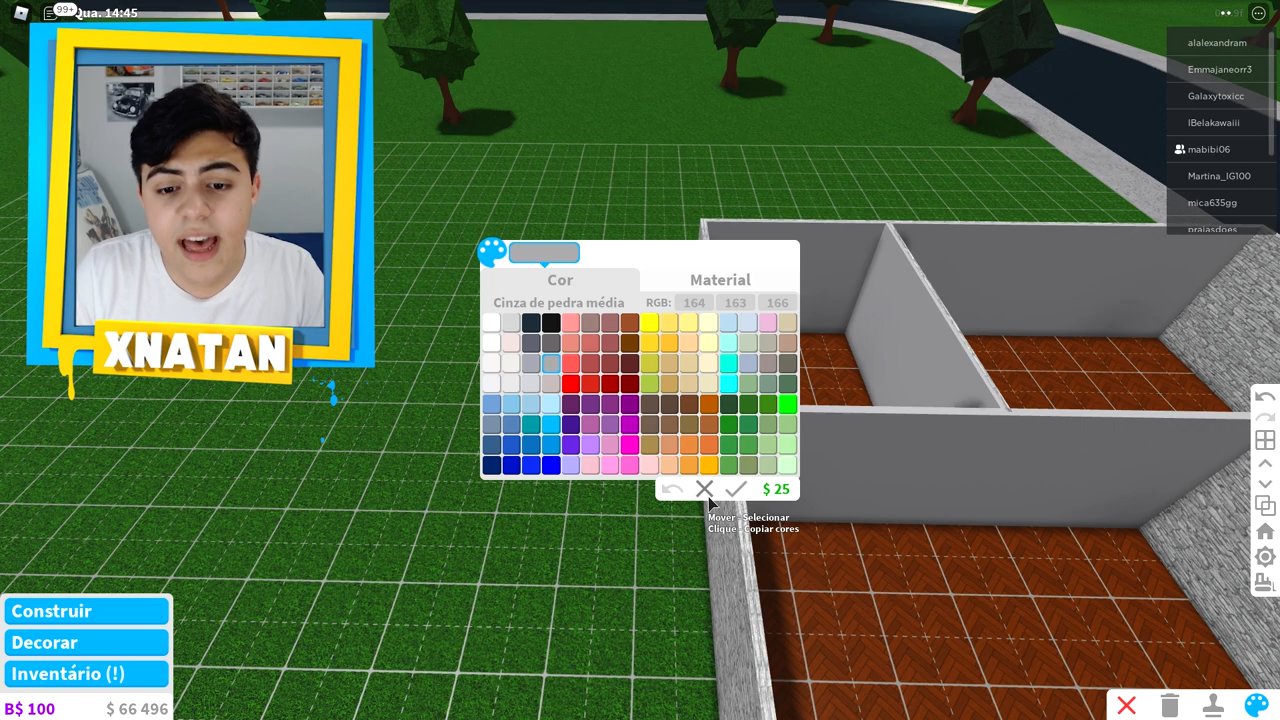 99+
Qua. 14:45
alalexandram
Emmajaneorr3
Galaxytoxicc
IBelakawaiii
mabibi06
Martina_IG100
mica635gg
praiasdoes
XNATAN
Cor
Material
Cinza de pedra média
RGB: 164 163 166
$ 25
Mover - Selecionar
Clique - Copiar cores
Construir
Decorar
Inventário (!)
B$ 100
$ 66 496